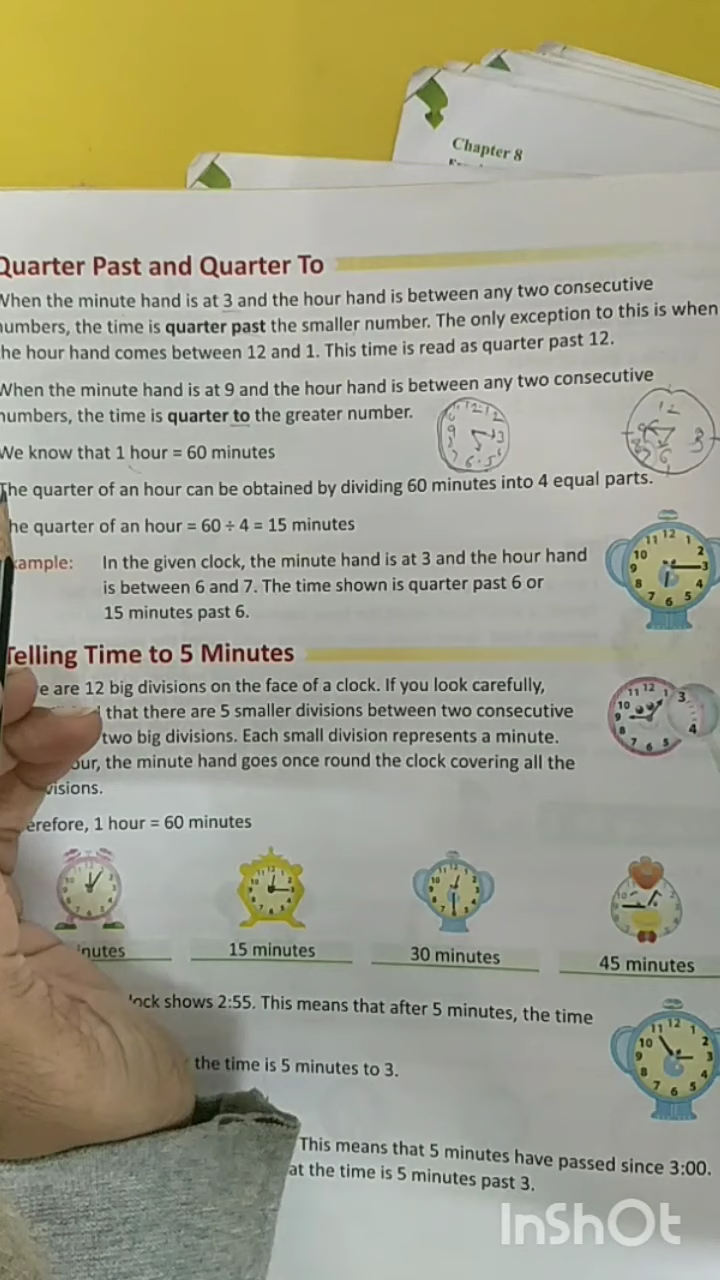 Chapter 8
Quarter Past and Quarter To
When the minute hand is at 3 and the hour hand is between any two consecutive
numbers, the time is quarter past the smaller number. The only exception to this is when
he hour hand comes between 12 and 1. This time is read as quarter past 12.
When the minute hand is at 9 and the hour hand is between any two consecutive
numbers, the time is quarter to the greater number.
We know that 1 hour = 60 minutes
The quarter of an hour can be obtained by dividing 60 minutes into 4 equal parts.
he quarter of an hour = 60 ÷ 4 = 15 minutes
xample: In the given clock, the minute hand is at 3 and the hour hand
is between 6 and 7. The time shown is quarter past 6 or
15 minutes past 6.
Telling Time to 5 Minutes
e are 12 big divisions on the face of a clock. If you look carefully,
that there are 5 smaller divisions between two consecutive
two big divisions. Each small division represents a minute.
our, the minute hand goes once round the clock covering all the
visions.
erefore, 1 hour = 60 minutes
nutes 15 minutes 30 minutes 45 minutes
lock shows 2:55. This means that after 5 minutes, the time
the time is 5 minutes to 3.
This means that 5 minutes have passed since 3:00.
at the time is 5 minutes past 3.
InShOt